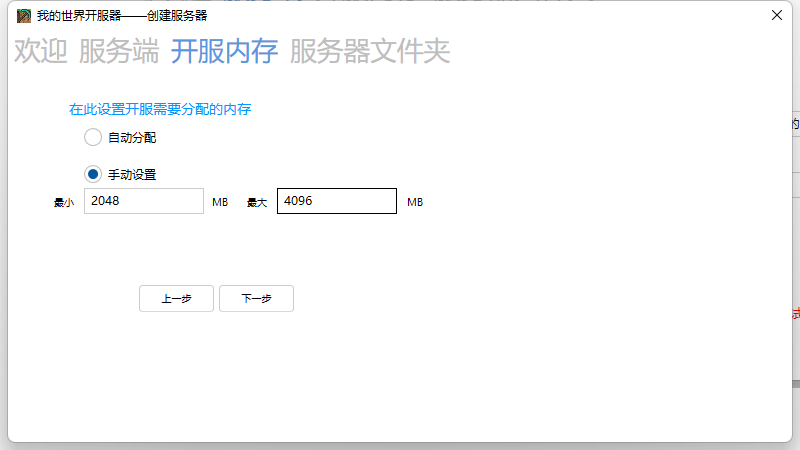 我的世界开服器——创建服务器
欢迎 服务端 开服内存 服务器文件夹
在此设置开服需要分配的内存
自动分配
手动设置
最小 2048 MB 最大 4096 MB
上一步 下一步
的